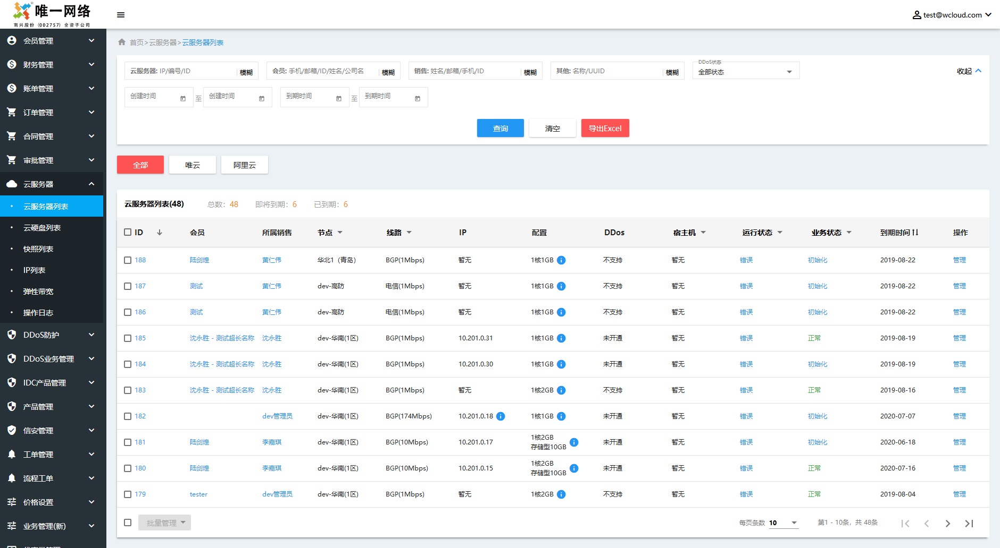 唯一网络
南兴股份 (002757) 全资子公司
test@wcloud.com
会员管理
财务管理
账单管理
订单管理
合同管理
审批管理
云服务器
云服务器列表
云硬盘列表
快照列表
IP列表
弹性带宽
操作日志
DDoS防护
DDoS业务管理
IDC产品管理
产品管理
信安管理
工单管理
流程工单
价格设置
业务管理(新)
首页>云服务器>云服务器列表
云服务器: IP/编号/ID 模糊 会员: 手机/邮箱/ID/姓名/公司名 模糊 销售: 姓名/邮箱/手机/ID 模糊 其他: 名称/UUID 模糊 DDoS状态 全部状态 收起
创建时间 至 创建时间 到期时间 至 到期时间
查询 清空 导出Excel
全部 唯云 阿里云
云服务器列表(48) 总数: 48 即将到期: 6 已到期: 6
ID 会员 所属销售 节点 线路 IP 配置 DDos 宿主机 运行状态 业务状态 到期时间 操作
188 陆剑煌 黄仁伟 华北1（青岛） BGP(1Mbps) 暂无 1核1GB 不支持 暂无 错误 初始化 2019-08-22 管理
187 测试 黄仁伟 dev-高防 电信(1Mbps) 暂无 1核1GB 不支持 暂无 错误 初始化 2019-08-22 管理
186 测试 黄仁伟 dev-高防 电信(1Mbps) 暂无 1核1GB 不支持 暂无 错误 初始化 2019-08-22 管理
185 沈永胜 - 测试超长名称 沈永胜 dev-华南(1区) BGP(1Mbps) 10.201.0.31 1核1GB 未开通 暂无 错误 正常 2019-08-19 管理
184 沈永胜 - 测试超长名称 沈永胜 dev-华南(1区) BGP(1Mbps) 10.201.0.30 1核1GB 未开通 暂无 错误 初始化 2019-08-19 管理
183 沈永胜 - 测试超长名称 沈永胜 dev-华南(1区) BGP(1Mbps) 暂无 1核2GB 不支持 暂无 错误 正常 2019-08-16 管理
182 dev管理员 dev-华南(1区) BGP(174Mbps) 10.201.0.18 1核1GB 未开通 暂无 错误 初始化 2020-07-07 管理
181 陆剑煌 李嘉琪 dev-华南(1区) BGP(10Mbps) 10.201.0.17 1核2GB 存储型10GB 未开通 暂无 错误 初始化 2020-06-18 管理
180 陆剑煌 李嘉琪 dev-华南(1区) BGP(10Mbps) 10.201.0.15 1核2GB 存储型10GB 未开通 暂无 错误 正常 2020-07-16 管理
179 tester dev管理员 dev-华南(1区) BGP(1Mbps) 暂无 1核2GB 不支持 暂无 错误 正常 2019-08-04 管理
批量管理 每页条数 10 第1 - 10条, 共 48条